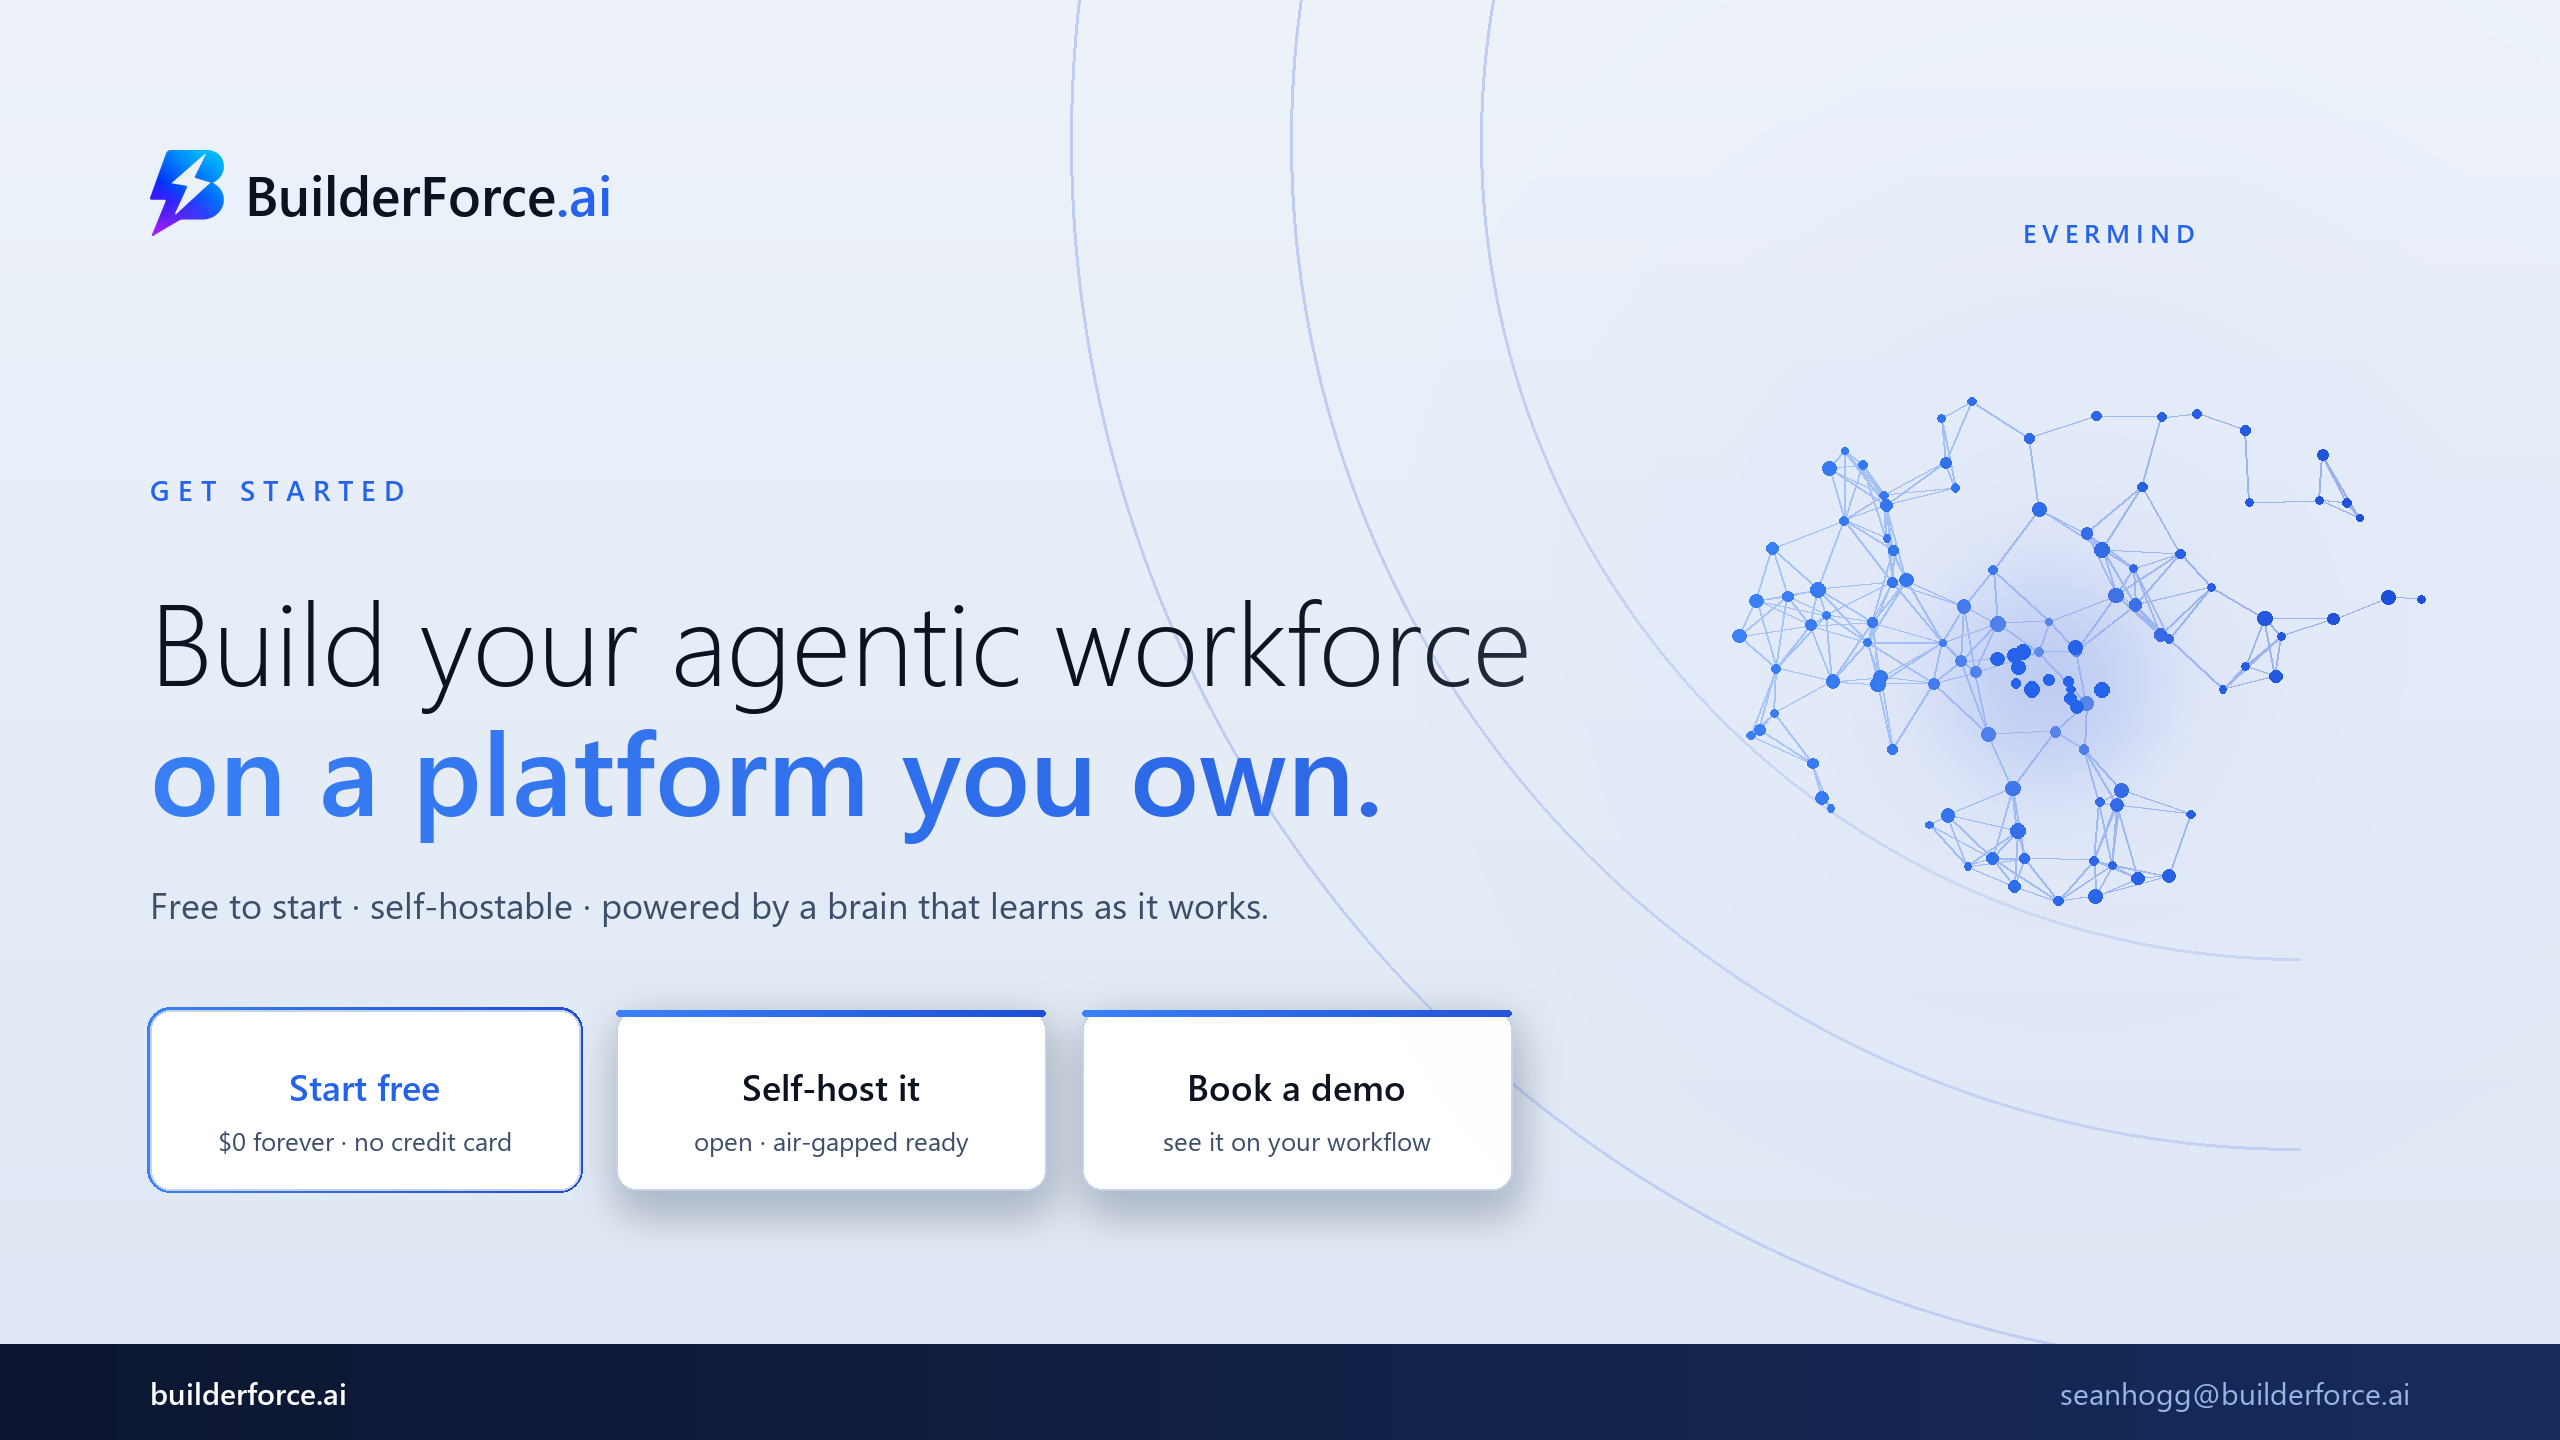 BuilderForce.ai
EVERMIND
GET STARTED
Build your agentic workforce
on a platform you own.
Free to start · self-hostable · powered by a brain that learns as it works.
Start free
$0 forever · no credit card
Self-host it
open · air-gapped ready
Book a demo
see it on your workflow
builderforce.ai
seanhogg@builderforce.ai